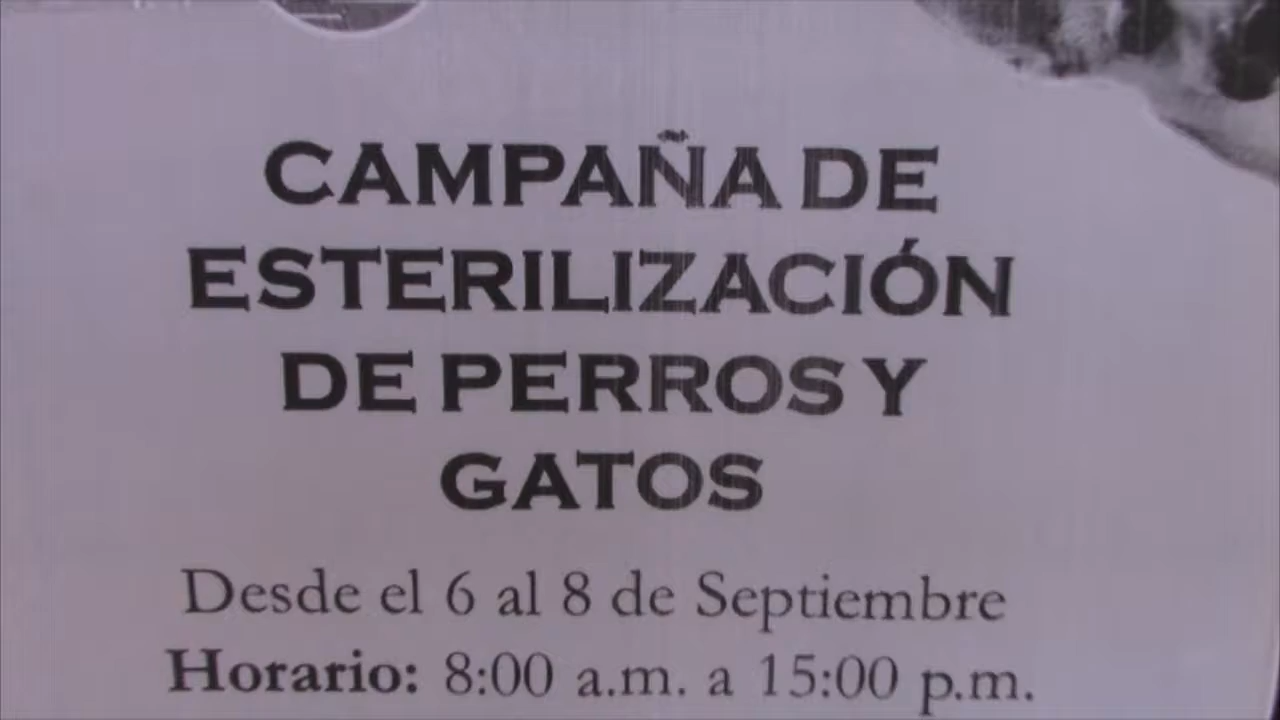 CAMPAÑA DE
ESTERILIZACIÓN
DE PERROS Y
GATOS
Desde el 6 al 8 de Septiembre
Horario: 8:00 a.m. a 15:00 p.m.